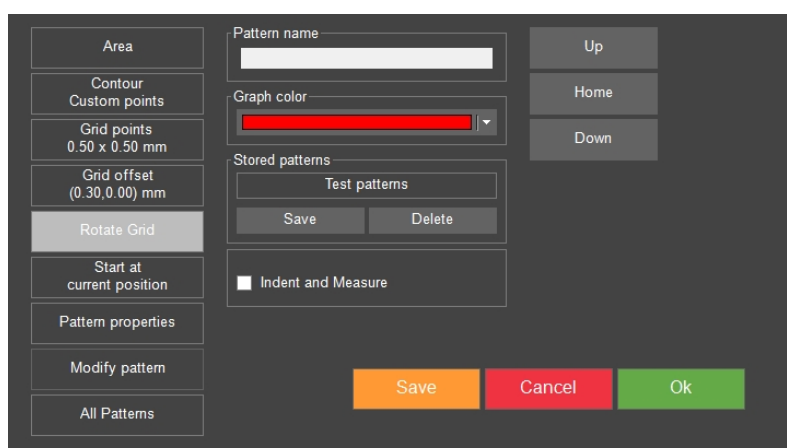 Area
Contour
Custom points
Grid points
0.50 x 0.50 mm
Grid offset
(0.30,0.00) mm
Rotate Grid
Start at
current position
Pattern properties
Modify pattern
All Patterns
Pattern name
Graph color
Stored patterns
Test patterns
Save
Delete
Indent and Measure
Up
Home
Down
Save
Cancel
Ok